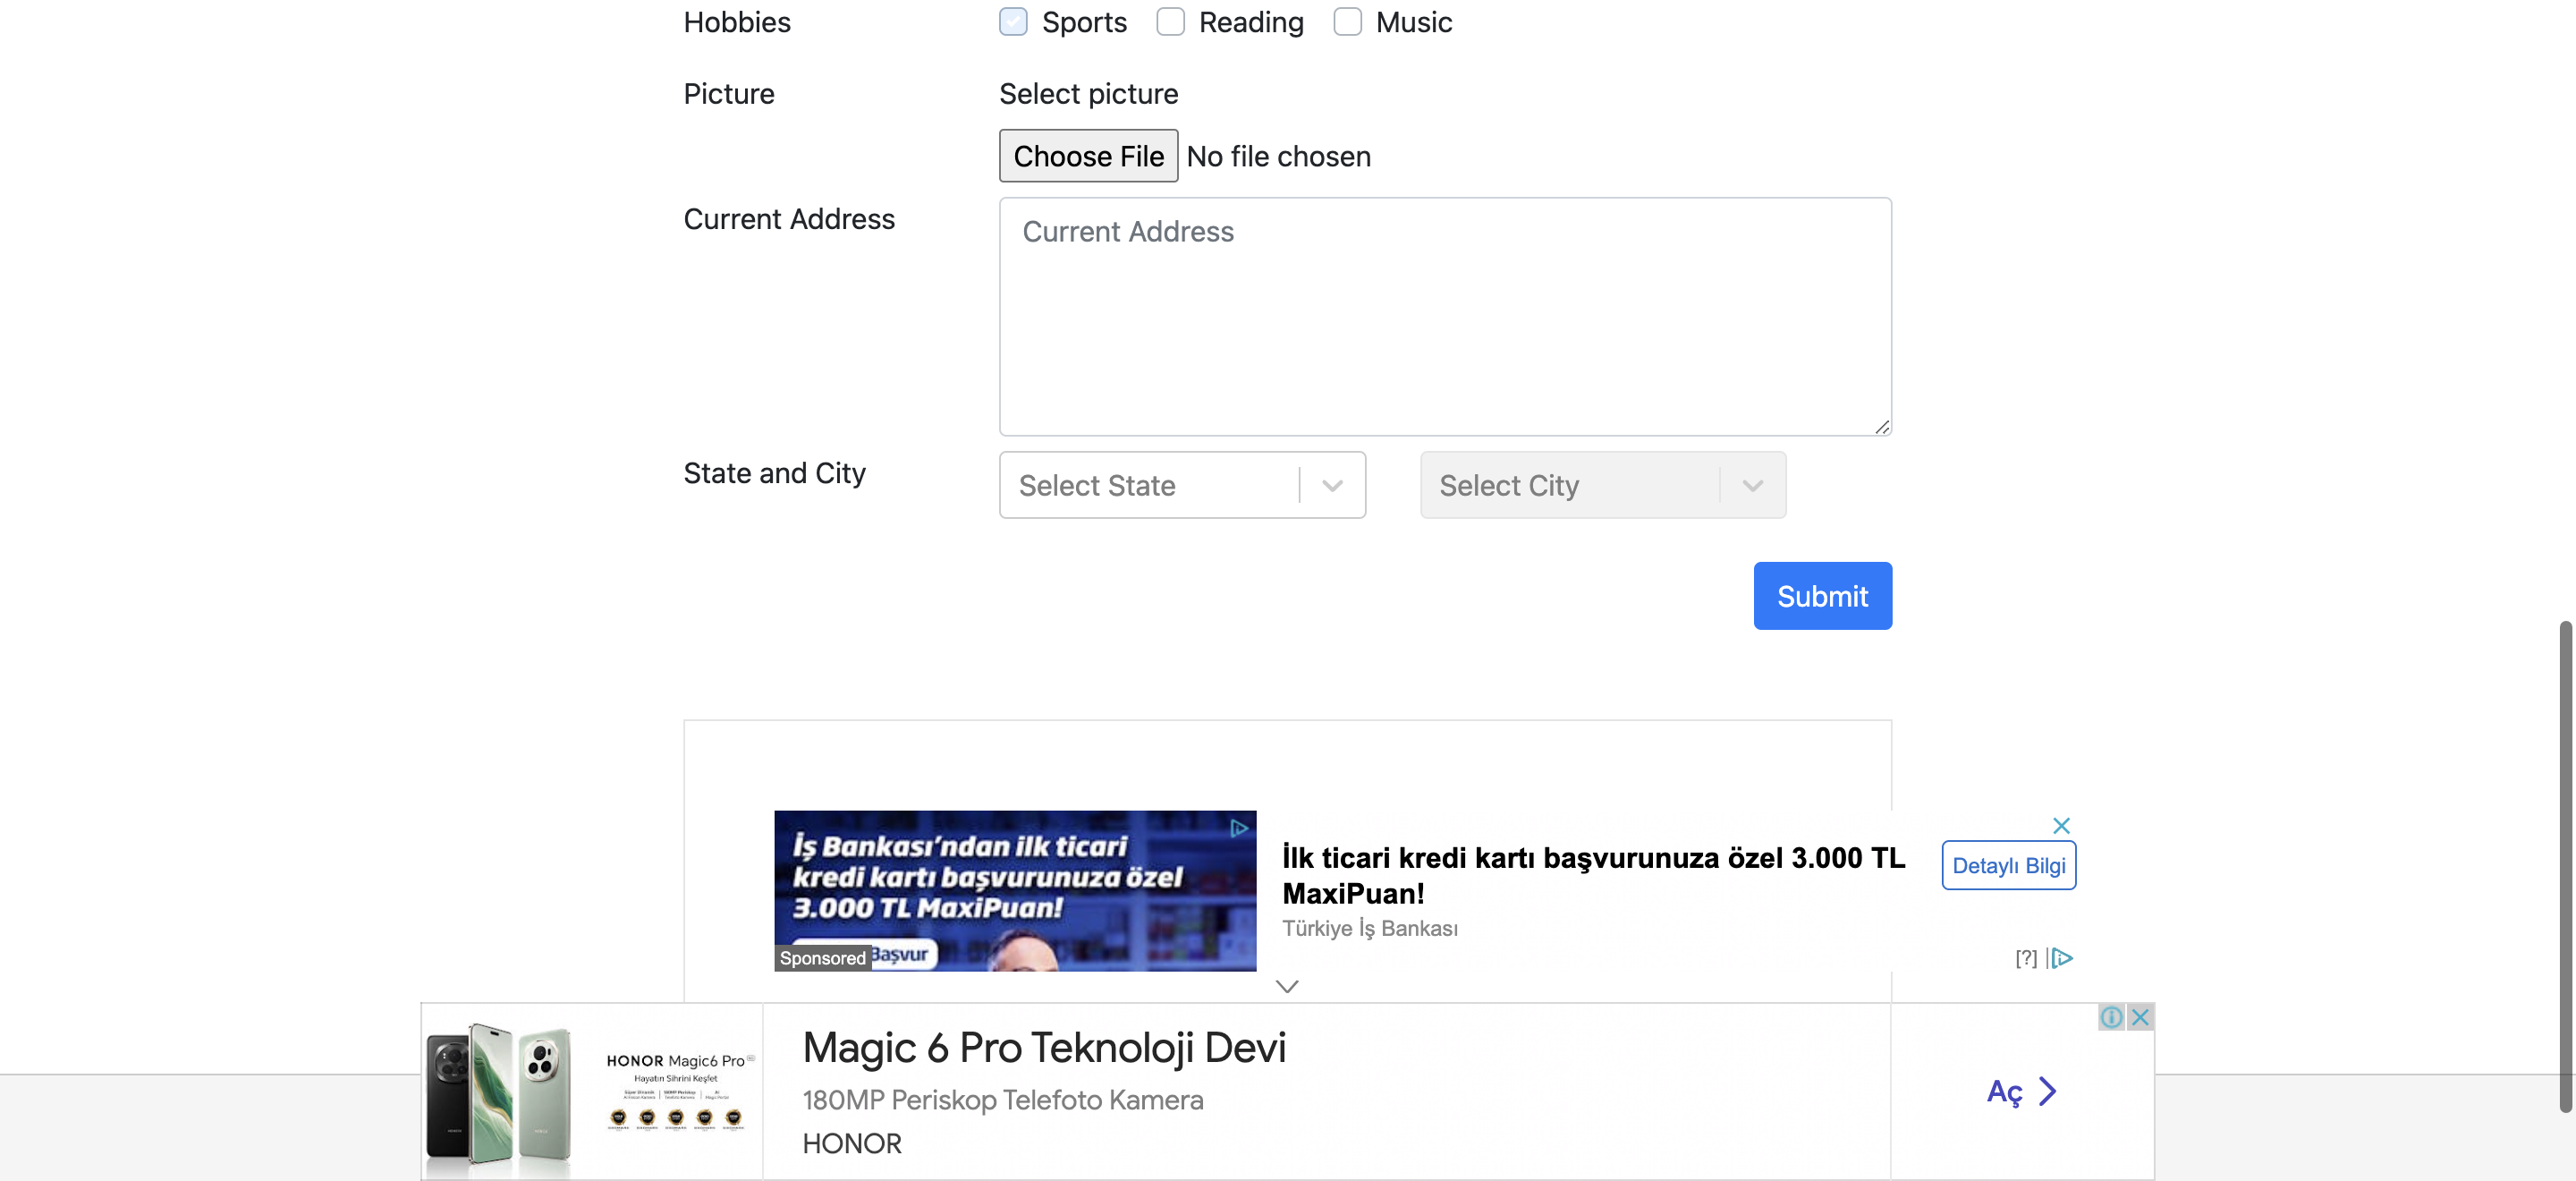 Hobbies
Sports
Reading
Music
Picture
Select picture
Choose File No file chosen
Current Address
Current Address
State and City
Select State
Select City
Submit
İş Bankası'ndan ilk ticari
kredi kartı başvurunuza özel
3.000 TL MaxiPuan!
Başvur
Sponsored
İlk ticari kredi kartı başvurunuza özel 3.000 TL
MaxiPuan!
Türkiye İş Bankası
Detaylı Bilgi
[?]
HONOR Magic6 Pro
Hayatın Sihrini Keşfet
Magic 6 Pro Teknoloji Devi
180MP Periskop Telefoto Kamera
HONOR
Aç